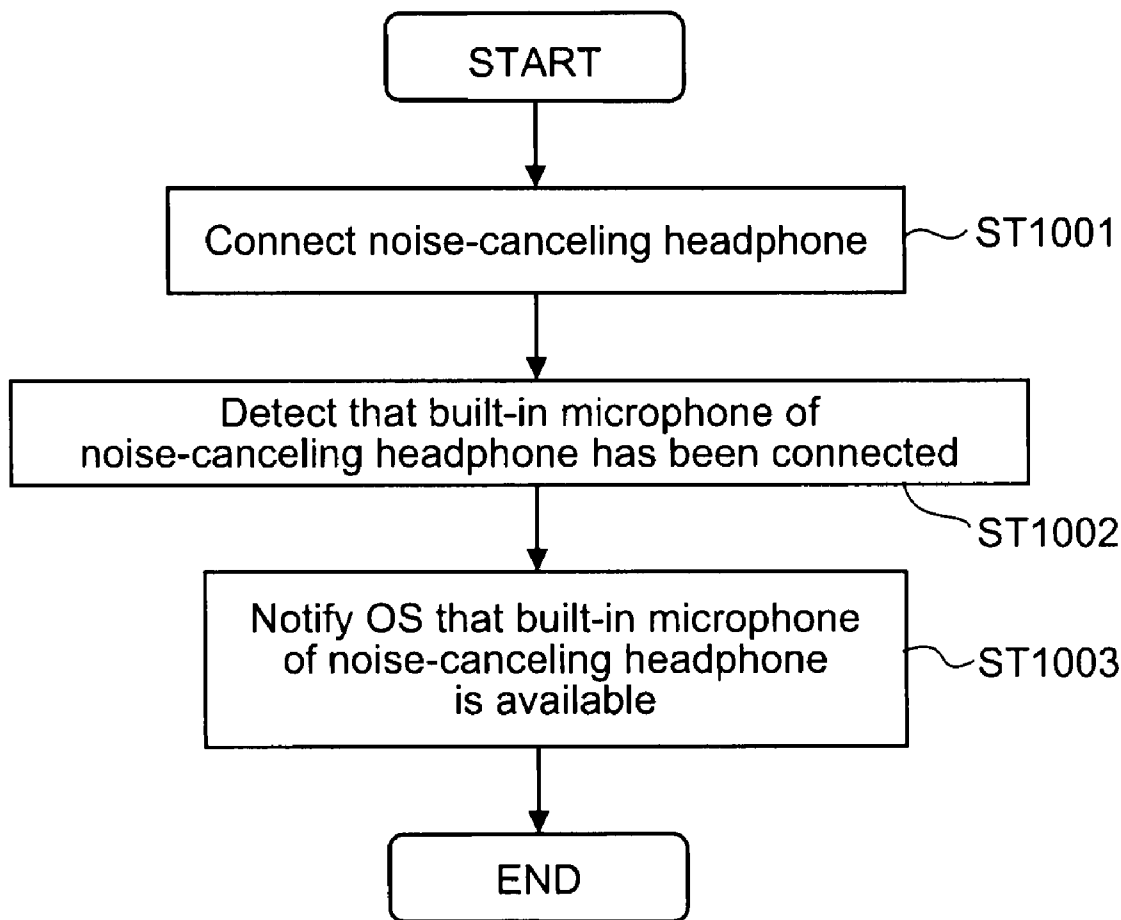 START
Connect noise-canceling headphone
ST1001
Detect that built-in microphone of
noise-canceling headphone has been connected
ST1002
Notify OS that built-in microphone
of noise-canceling headphone
is available
ST1003
END